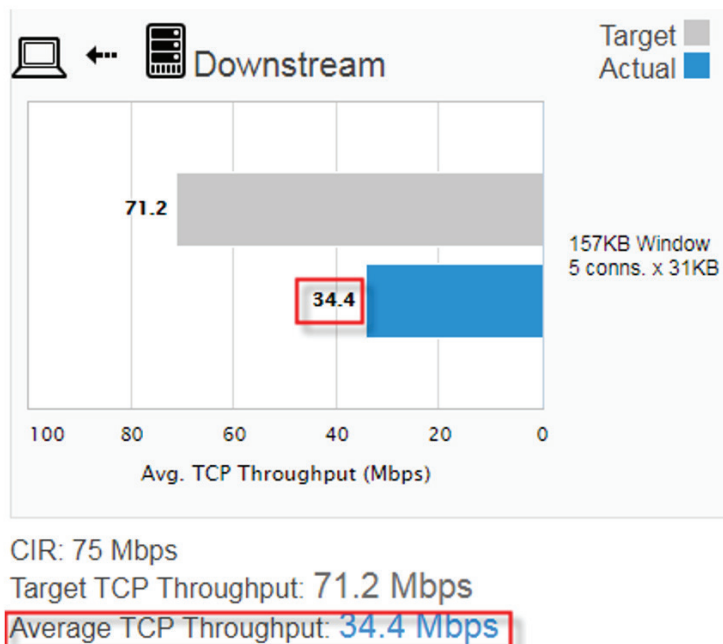 Downstream
Target
Actual
71.2
34.4
157KB Window
5 conns. x 31KB
100 80 60 40 20 0
Avg. TCP Throughput (Mbps)
CIR: 75 Mbps
Target TCP Throughput: 71.2 Mbps
Average TCP Throughput: 34.4 Mbps